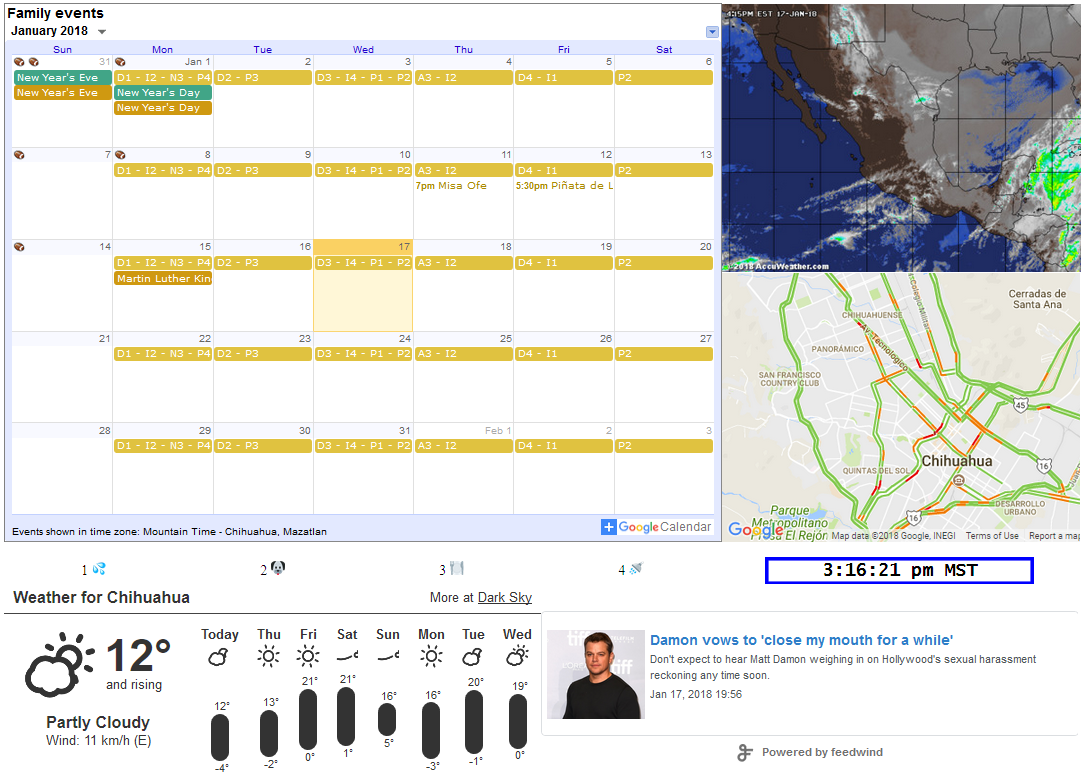 Family events
January 2018
Sun Mon Tue Wed Thu Fri Sat
31 Jan 1 2 3 4 5 6
New Year's Eve D1 - I2 - N3 - P4 D2 - P3 D3 - I4 - P1 - P2 A3 - I2 D4 - I1 P2
New Year's Eve New Year's Day
New Year's Day
7 8 9 10 11 12 13
D1 - I2 - N3 - P4 D2 - P3 D3 - I4 - P1 - P2 A3 - I2 D4 - I1 P2
7pm Misa Ofe 5:30pm Piñata de L
14 15 16 17 18 19 20
D1 - I2 - N3 - P4 D2 - P3 D3 - I4 - P1 - P2 A3 - I2 D4 - I1 P2
Martin Luther Kin
21 22 23 24 25 26 27
D1 - I2 - N3 - P4 D2 - P3 D3 - I4 - P1 - P2 A3 - I2 D4 - I1 P2
28 29 30 31 Feb 1 2 3
D1 - I2 - N3 - P4 D2 - P3 D3 - I4 - P1 - P2 A3 - I2 D4 - I1 P2
Events shown in time zone: Mountain Time - Chihuahua, Mazatlan
Google Calendar
4:15PM EST 17-JAN-18
©2018 AccuWeather.com
Cerradas de
Santa Ana
Colegio Militar
CHIHUAHUENSE
Av. Tecnológico
PANORÁMICO
SAN FRANCISCO
COUNTRY CLUB
45
Chihuahua
16
QUINTAS DEL SOL
DESARROLLO
URBANO
16
Parque
Metropolitano
Presa El Rejón
Google
Map data ©2018 Google, INEGI Terms of Use Report a map
1 2 3 4
3:16:21 pm MST
Weather for Chihuahua
More at Dark Sky
12°
and rising
Partly Cloudy
Wind: 11 km/h (E)
Today Thu Fri Sat Sun Mon Tue Wed
12° 13° 21° 21° 16° 16° 20° 19°
-4° -2° 0° 1° 5° -3° -1° 0°
tiff
tiff
Damon vows to 'close my mouth for a while'
Don't expect to hear Matt Damon weighing in on Hollywood's sexual harassment
reckoning any time soon.
Jan 17, 2018 19:56
Powered by feedwind